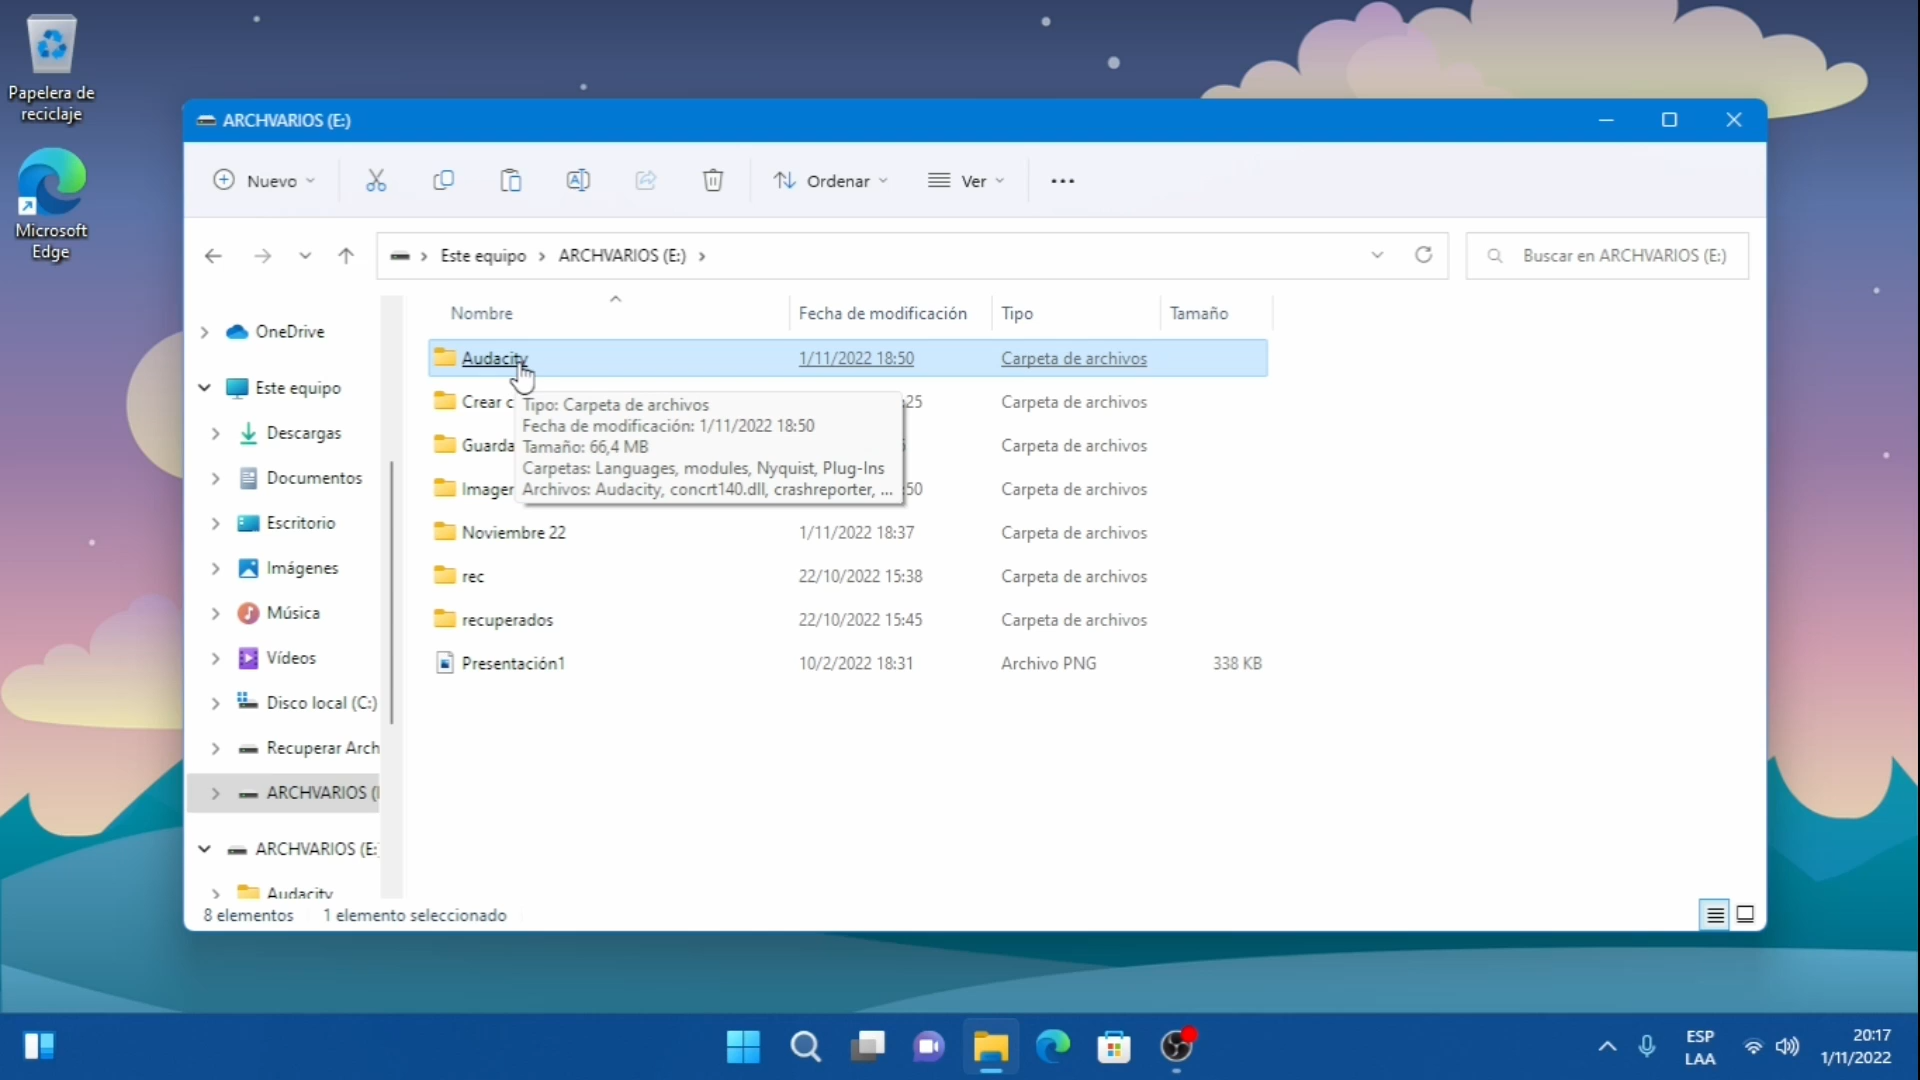 Papelera de
reciclaje
Microsoft
Edge
ARCHVARIOS (E:)
Nuevo
Ordenar
Ver
Este equipo
ARCHVARIOS (E:)
Buscar en ARCHVARIOS (E:)
OneDrive
Este equipo
Descargas
Documentos
Escritorio
Imágenes
Música
Vídeos
Disco local (C:)
Recuperar Arch
ARCHVARIOS (
ARCHVARIOS (E:
Audacity
Nombre Fecha de modificación Tipo Tamaño
Audacity 1/11/2022 18:50 Carpeta de archivos
Crear c :25 Carpeta de archivos
Guarda Carpeta de archivos
Imager :50 Carpeta de archivos
Noviembre 22 1/11/2022 18:37 Carpeta de archivos
rec 22/10/2022 15:38 Carpeta de archivos
recuperados 22/10/2022 15:45 Carpeta de archivos
Presentación1 10/2/2022 18:31 Archivo PNG 338 KB
Tipo: Carpeta de archivos
Fecha de modificación: 1/11/2022 18:50
Tamaño: 66,4 MB
Carpetas: Languages, modules, Nyquist, Plug-Ins
Archivos: Audacity, concrt140.dll, crashreporter, ...
8 elementos 1 elemento seleccionado
ESP
LAA
20:17
1/11/2022